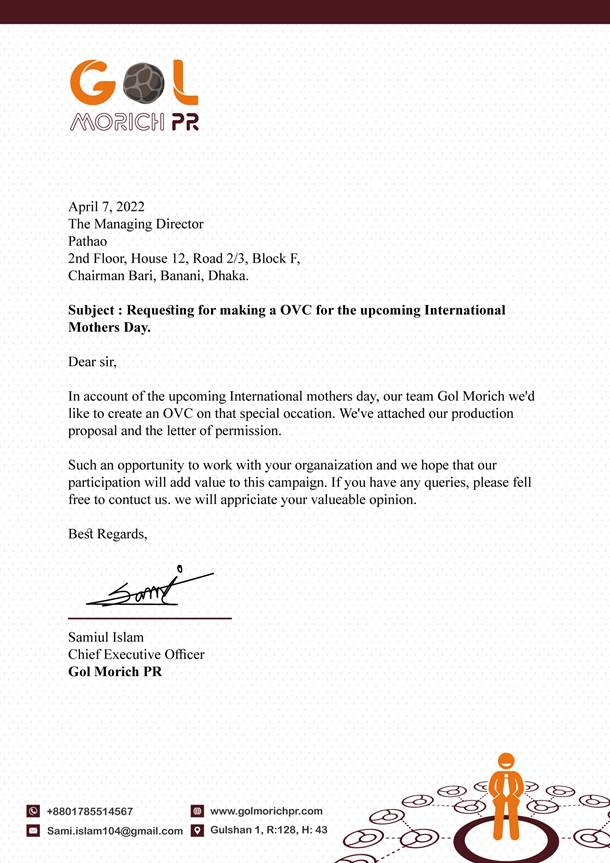 GOL
MORICH PR
April 7, 2022
The Managing Director
Pathao
2nd Floor, House 12, Road 2/3, Block F,
Chairman Bari, Banani, Dhaka.
Subject : Requesting for making a OVC for the upcoming International
Mothers Day.
Dear sir,
In account of the upcoming International mothers day, our team Gol Morich we'd
like to create an OVC on that special occation. We've attached our production
proposal and the letter of permission.
Such an opportunity to work with your organaization and we hope that our
participation will add value to this campaign. If you have any queries, please fell
free to contuct us. we will appriciate your valueable opinion.
Best Regards,
Sami
Samiul Islam
Chief Executive Officer
Gol Morich PR
+8801785514567
www.golmorichpr.com
Sami.islam104@gmail.com
Gulshan 1, R:128, H: 43